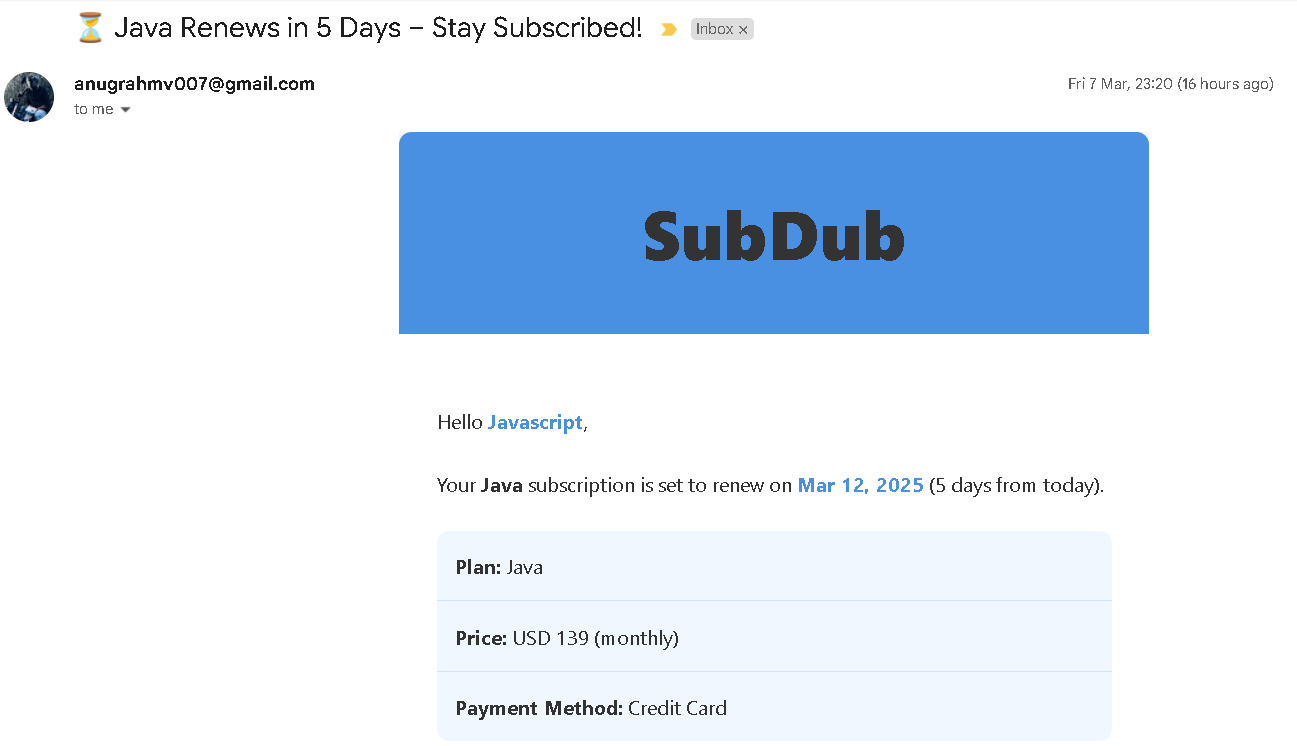 ⏳ Java Renews in 5 Days – Stay Subscribed! Inbox ×
anugrahmv007@gmail.com Fri 7 Mar, 23:20 (16 hours ago)
to me
SubDub
Hello Javascript,
Your Java subscription is set to renew on Mar 12, 2025 (5 days from today).
Plan: Java
Price: USD 139 (monthly)
Payment Method: Credit Card